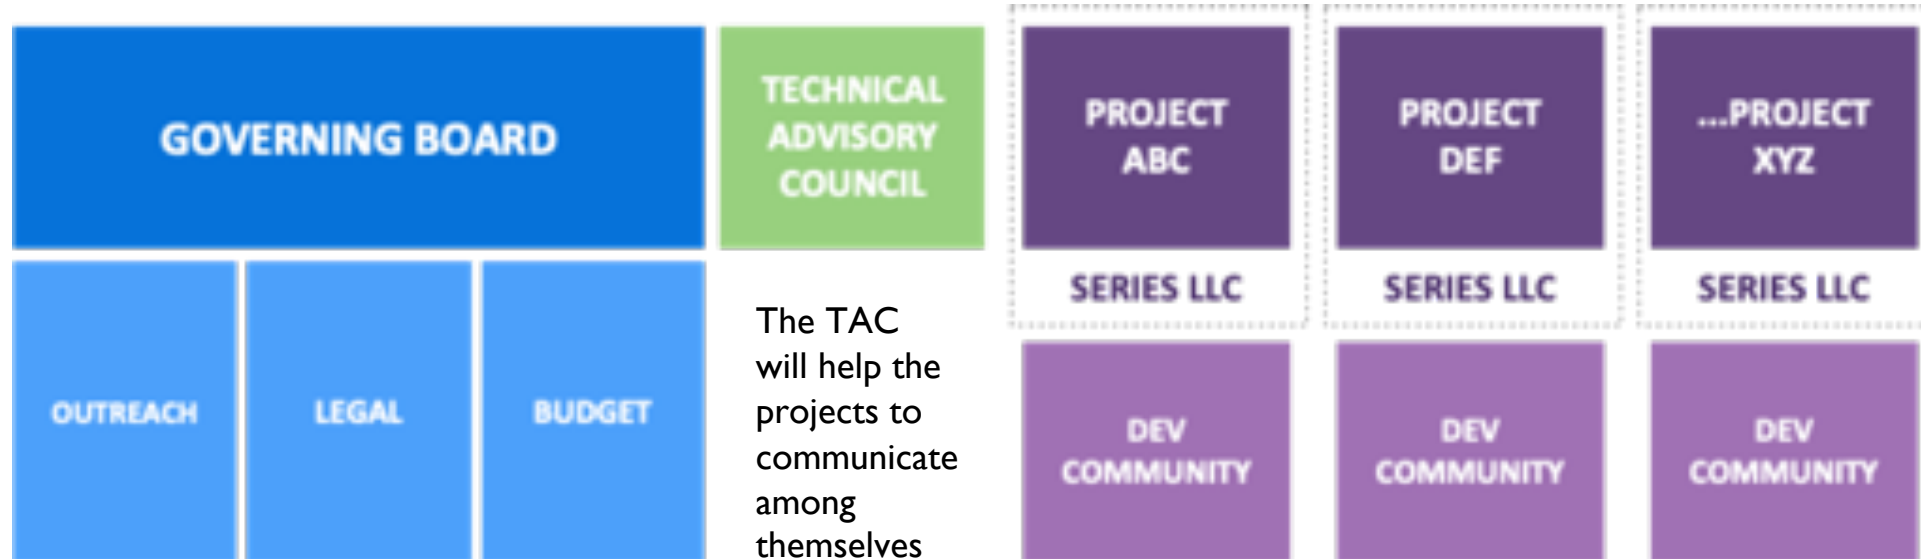 GOVERNING BOARD
TECHNICAL
ADVISORY
COUNCIL
PROJECT
ABC
PROJECT
DEF
...PROJECT
XYZ
SERIES LLC
SERIES LLC
SERIES LLC
OUTREACH
LEGAL
BUDGET
The TAC
will help the
projects to
communicate
among
themselves
DEV
COMMUNITY
DEV
COMMUNITY
DEV
COMMUNITY